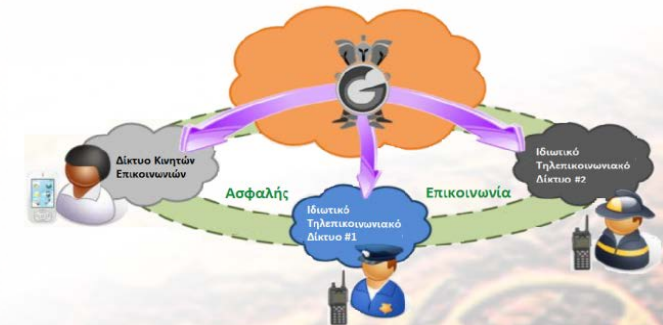 Δίκτυο Κινητών
Επικοινωνιών
Ιδιωτικό
Τηλεπικοινωνιακό
Δίκτυο #2
Ασφαλής
Επικοινωνία
Ιδιωτικό
Τηλεπικοινωνιακό
Δίκτυο #1